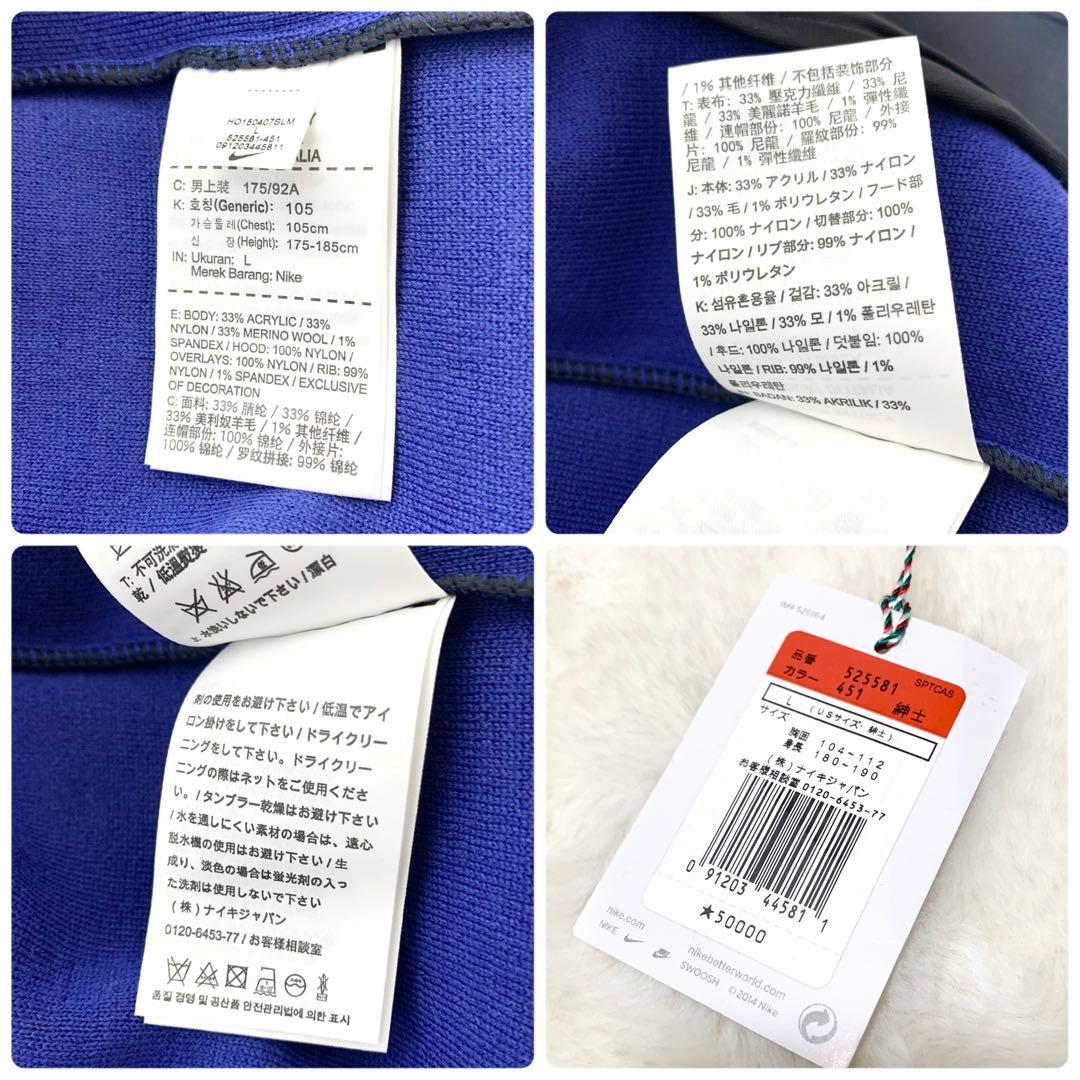 HO150407SLM
L
525581-451
091203445811
ALIA
C: 男上装 175/92A
K: 호칭(Generic): 105
가슴둘레(Chest): 105cm
신 장(Height): 175-185cm
IN: Ukuran: L
Merek Barang: Nike
E: BODY: 33% ACRYLIC / 33%
NYLON / 33% MERINO WOOL / 1%
SPANDEX / HOOD: 100% NYLON /
OVERLAYS: 100% NYLON / RIB: 99%
NYLON / 1% SPANDEX / EXCLUSIVE
OF DECORATION
C: 面料: 33% 腈纶 / 33% 锦纶 /
33% 美利奴羊毛 / 1% 其他纤维 /
连帽部份: 100% 锦纶 / 外接片:
100% 锦纶 / 罗纹拼接: 99% 锦纶
/ 1% 其他纤维 / 不包括装饰部分
T: 表布: 33% 壓克力纖維 / 33% 尼
龍 / 33% 美麗諾羊毛 / 1% 彈性纖
維 / 連帽部份: 100% 尼龍 / 外接
片: 100% 尼龍 / 羅紋部份: 99%
尼龍 / 1% 彈性纖維
J: 本体: 33% アクリル / 33% ナイロン
/ 33% 毛 / 1% ポリウレタン / フード部
分: 100% ナイロン / 切替部分: 100%
ナイロン / リブ部分: 99% ナイロン /
1% ポリウレタン
K: 섬유혼용율 / 겉감: 33% 아크릴 /
33% 나일론 / 33% 모 / 1% 폴리우레탄
/ 후드: 100% 나일론 / 덧붙임: 100%
나일론 / RIB: 99% 나일론 / 1%
폴리우레탄
BADAN: 33% AKRILIK / 33%
T: 不可洗
乾 / 低温熨燙
J: 水洗いしないで下さい / 漂白
剤の使用をお避け下さい / 低温でアイ
ロン掛けをして下さい / ドライクリー
ニングをして下さい。ドライクリー
ニングの際はネットをご使用くださ
い。 / タンブラー乾燥はお避け下さい
/ 水を通しにくい素材の場合は、遠心
脱水機の使用はお避け下さい / 生
成り、淡色の場合は蛍光剤の入っ
た洗剤は使用しないで下さい
(株) ナイキジャパン
0120-6453-77 / お客様相談室
품질 경영 및 공산품 안전관리법에 의한 표시
IM# 526164
品番 525581 SPTCAS
カラー 451 紳士
L (USサイズ・紳士)
サイズ
胸囲 104-112
身長 180-190
(株)ナイキジャパン
お客様相談室 0120-6453-77
0 91203 44581 1
★50000
nike.com
NIKE
nikebetterworld.com
SWOOSH © 2014 Nike